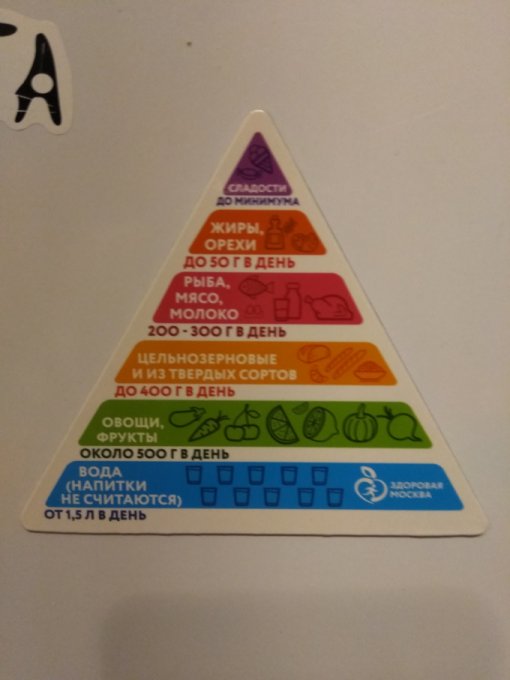 СЛАДОСТИ
ДО МИНИМУМА
ЖИРЫ,
ОРЕХИ
ДО 50 Г В ДЕНЬ
РЫБА,
МЯСО,
МОЛОКО
200 - 300 Г В ДЕНЬ
ЦЕЛЬНОЗЕРНОВЫЕ
И ИЗ ТВЕРДЫХ СОРТОВ
ДО 400 Г В ДЕНЬ
ОВОЩИ,
ФРУКТЫ
ОКОЛО 500 Г В ДЕНЬ
ВОДА
(НАПИТКИ
НЕ СЧИТАЮТСЯ)
ЗДОРОВАЯ
МОСКВА
ОТ 1,5 Л В ДЕНЬ